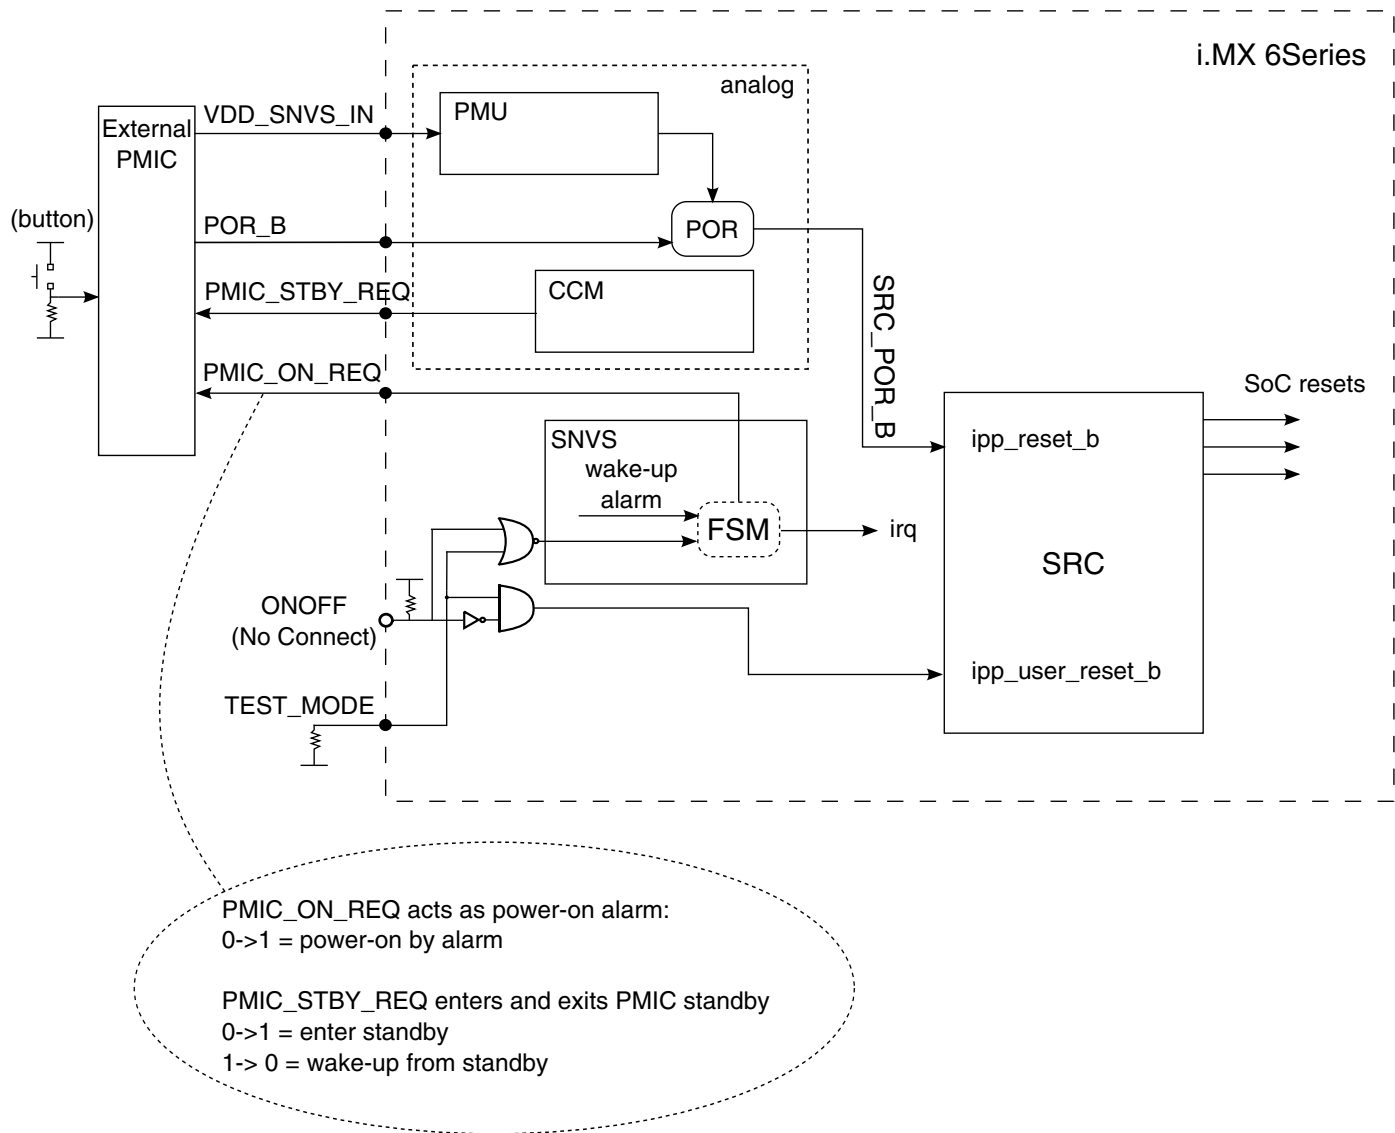 i.MX 6Series
analog
External
PMIC
VDD_SNVS_IN
PMU
(button)
POR_B
POR
PMIC_STBY_REQ
CCM
SRC_POR_B
PMIC_ON_REQ
SoC resets
SNVS
wake-up
alarm
FSM
irq
ipp_reset_b
SRC
ipp_user_reset_b
ONOFF
(No Connect)
TEST_MODE
PMIC_ON_REQ acts as power-on alarm:
0->1 = power-on by alarm
PMIC_STBY_REQ enters and exits PMIC standby
0->1 = enter standby
1-> 0 = wake-up from standby